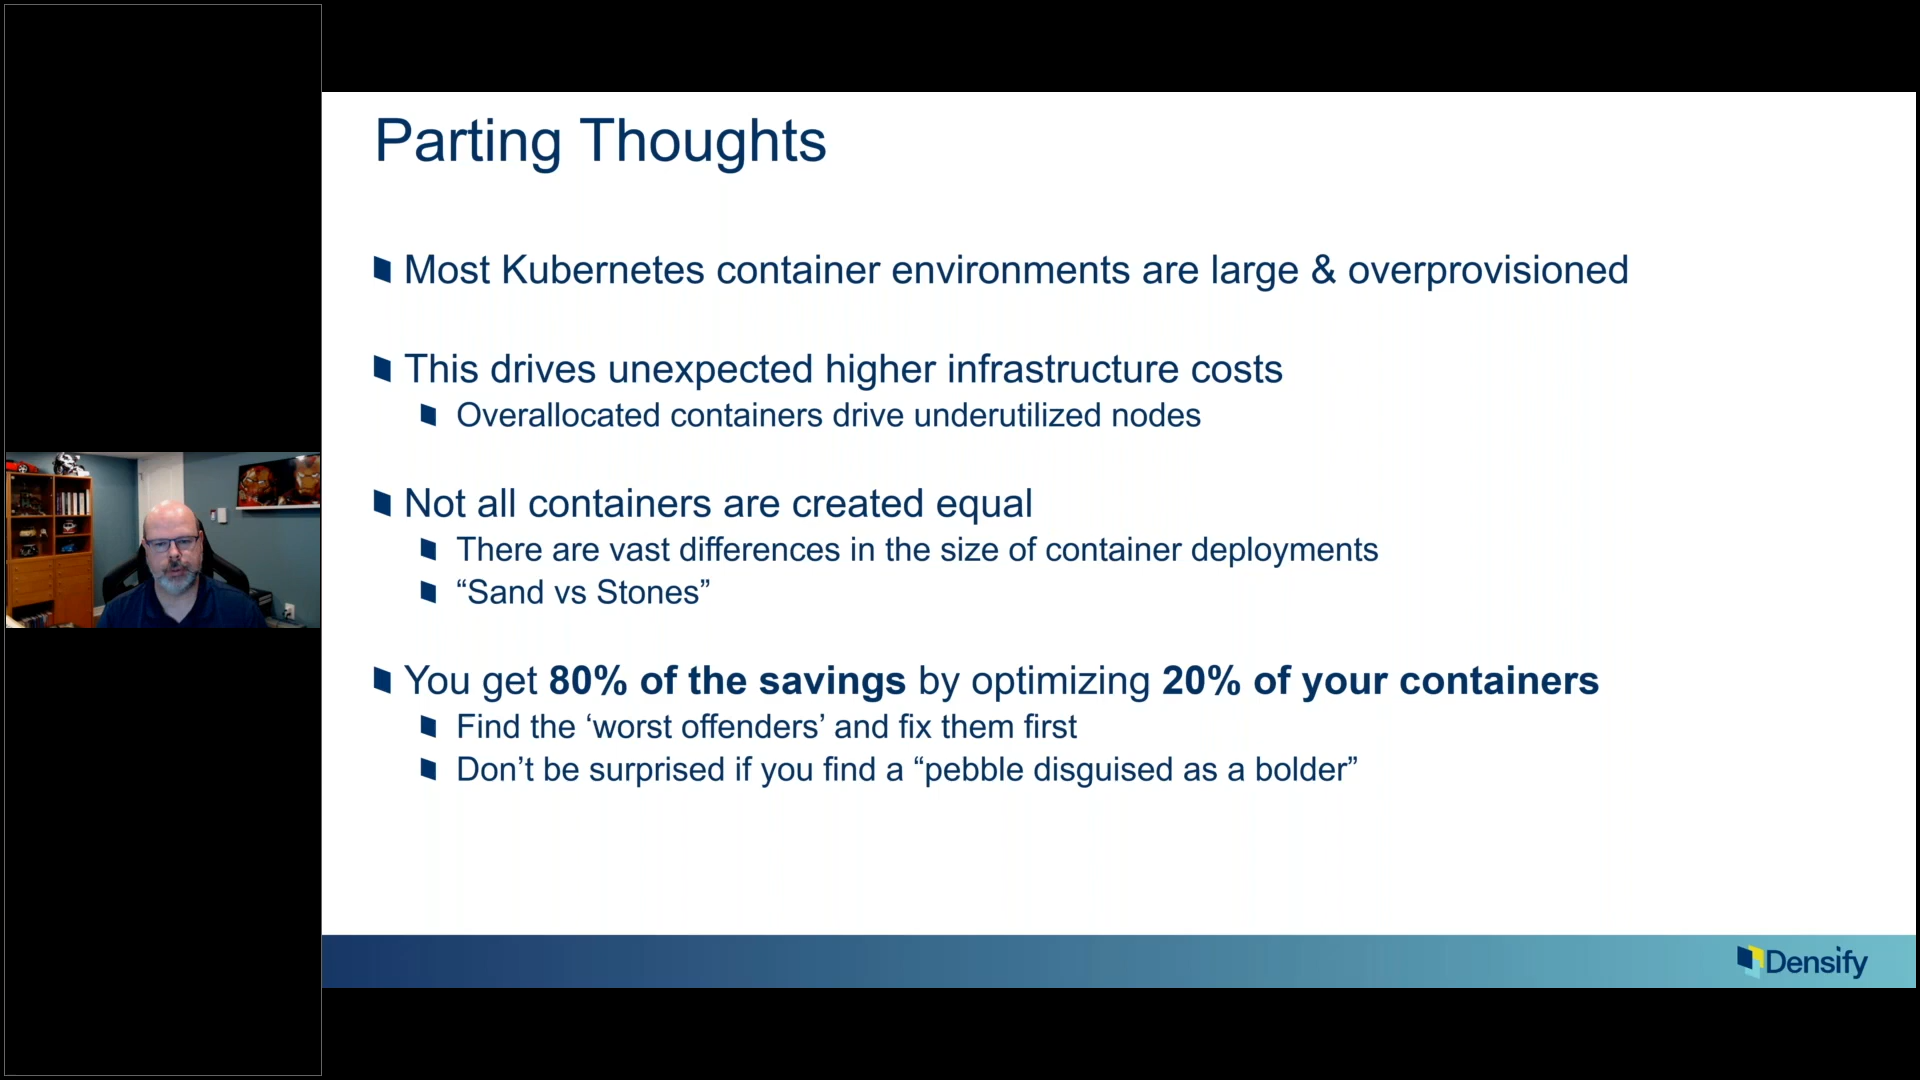 Parting Thoughts
Most Kubernetes container environments are large & overprovisioned
This drives unexpected higher infrastructure costs
Overallocated containers drive underutilized nodes
Not all containers are created equal
There are vast differences in the size of container deployments
“Sand vs Stones”
You get 80% of the savings by optimizing 20% of your containers
Find the ‘worst offenders’ and fix them first
Don’t be surprised if you find a “pebble disguised as a bolder”
Densify